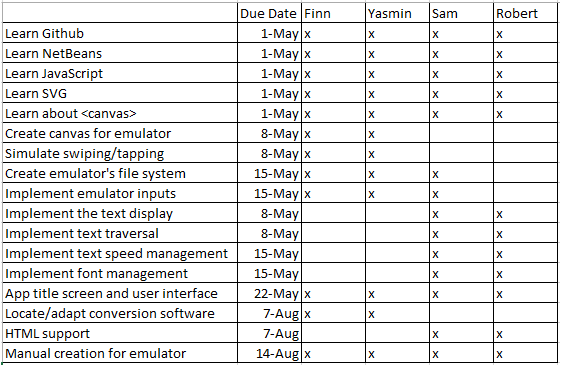 Due Date Finn Yasmin Sam Robert
Learn Github 1-May x x x x
Learn NetBeans 1-May x x x x
Learn JavaScript 1-May x x x x
Learn SVG 1-May x x x x
Learn about <canvas> 1-May x x x x
Create canvas for emulator 8-May x x
Simulate swiping/tapping 8-May x x
Create emulator's file system 15-May x x x
Implement emulator inputs 15-May x x x
Implement the text display 8-May x x
Implement text traversal 8-May x x
Implement text speed management 15-May x x
Implement font management 15-May x x
App title screen and user interface 22-May x x x x
Locate/adapt conversion software 7-Aug x x
HTML support 7-Aug x x
Manual creation for emulator 14-Aug x x x x